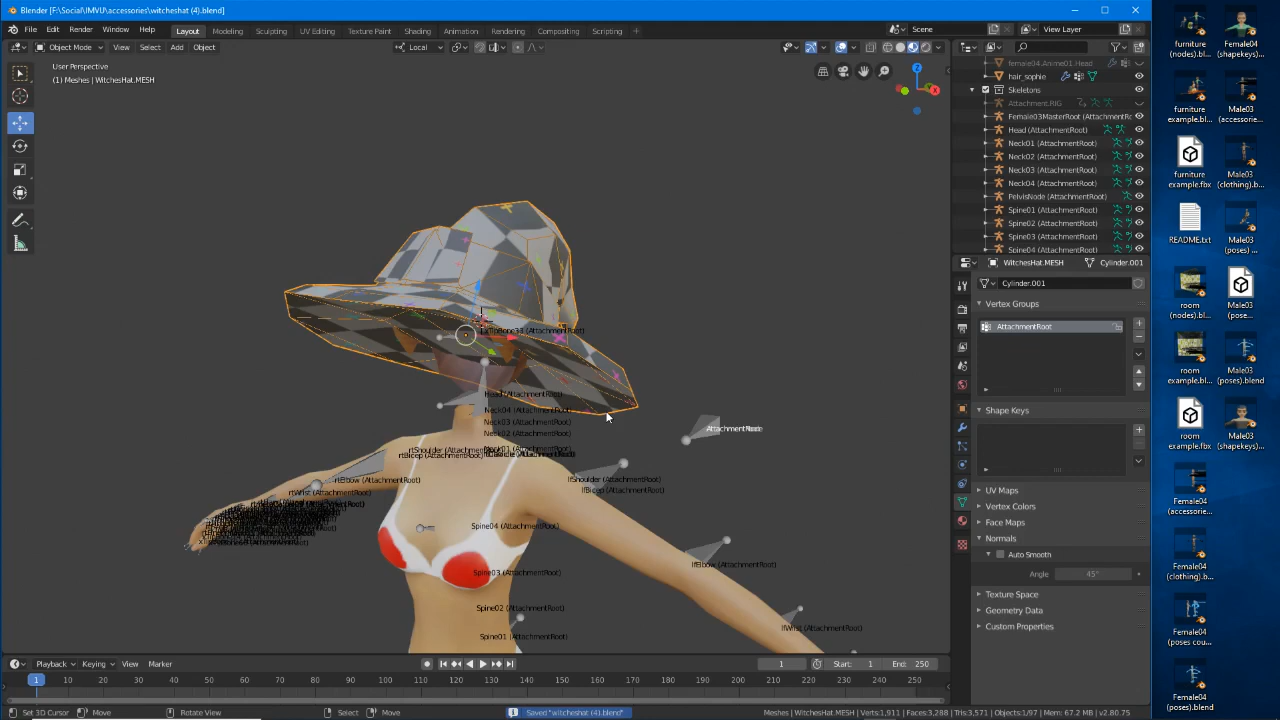 Blender [F:\Social\IMVU\accessories\witcheshat (4).blend]
File Edit Render Window Help Layout Modeling Sculpting UV Editing Texture Paint Shading Animation Rendering Compositing Scripting + Scene View Layer
Object Mode View Select Add Object Local
User Perspective
(1) Meshes | WitchesHat.MESH
female04.Anime01.Head
hair_sophie
Skeletons
Attachment.RIG
Female03MasterRoot (AttachmentRc
Head (AttachmentRoot)
Neck01 (AttachmentRoot)
Neck02 (AttachmentRoot)
Neck03 (AttachmentRoot)
Neck04 (AttachmentRoot)
PelvisNode (AttachmentRoot)
Spine01 (AttachmentRoot)
Spine02 (AttachmentRoot)
Spine03 (AttachmentRoot)
Spine04 (AttachmentRoot)
WitchesHat.MESH Cylinder.001
Cylinder.001
Vertex Groups
AttachmentRoot
Shape Keys
UV Maps
Vertex Colors
Face Maps
Normals
Auto Smooth
Angle 45°
Texture Space
Geometry Data
Custom Properties
Head (AttachmentRoot)
Neck04 (AttachmentRoot)
Neck02 (AttachmentRoot)
lfShoulder (AttachmentRoot)
lfBicep (AttachmentRoot)
rtBicep (AttachmentRoot)
rtElbow (AttachmentRoot)
rtWrist (AttachmentRoot)
Spine04 (AttachmentRoot)
lfElbow (AttachmentRoot)
Spine03 (AttachmentRoot)
Spine02 (AttachmentRoot)
lfWrist (AttachmentRoot)
Spine01 (AttachmentRoot)
Playback Keying View Marker 1 Start: 1 End: 250
1 10 20 30 40 50 60 70 80 90 100 110 120 130 140 150 160 170 180 190 200 210 220 230 240 250
Set 3D Cursor Move Rotate View Select Move Saved "witcheshat (4).blend" Meshes | WitchesHat.MESH | Verts:1,911 | Faces:3,288 | Tris:3,571 | Objects:1/97 | Mem: 67.2 MB | v2.80.75
furniture
(nodes).bl...
Female04
(shapekeys)
furniture
example.bl...
Male03
(accessorie...
furniture
example.fbx
Male03
(clothing).b...
README.txt
Male03
(poses) ...
room
(nodes).bl...
Male03
(poses).fbx
room
example.bl...
Male03
(poses).blend
room
example.fbx
Male03
(shapekeys)...
Female04
(accessorie...
Female04
(clothing).b...
Female04
(poses cou...
Female04
(poses).blend